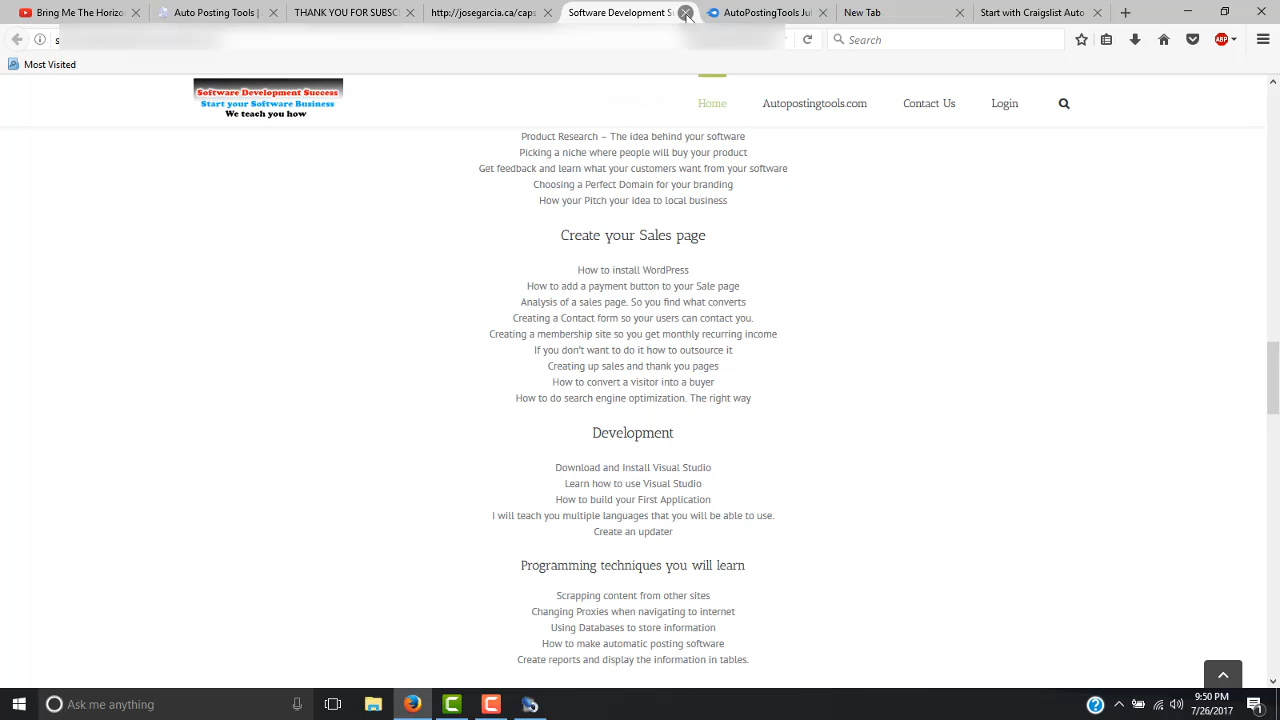 Me The
Auto Posting Tools
THANK YOU FOR SUBSC
http://josegarcia.ca/caps
Software Development S
AutoPostingTools Ju
New Tab
Start with Craigslist Auto
s
Search
ABP
Most Visited
Software Development Success
Start your Software Business
We teach you how
Home
Autopostingtools.com
Contact Us
Login
Product Research – The idea behind your software
Picking a niche where people will buy your product
Get feedback and learn what your customers want from your software
Choosing a Perfect Domain for your branding
How your Pitch your idea to local business
Create your Sales page
How to install WordPress
How to add a payment button to your Sale page
Analysis of a sales page. So you find what converts
Creating a Contact form so your users can contact you.
Creating a membership site so you get monthly recurring income
If you don't want to do it how to outsource it
Creating up sales and thank you pages
How to convert a visitor into a buyer
How to do search engine optimization. The right way
Development
Download and Install Visual Studio
Learn how to use Visual Studio
How to build your First Application
I will teach you multiple languages that you will be able to use.
Create an updater
Programming techniques you will learn
Scrapping content from other sites
Changing Proxies when navigating to internet
Using Databases to store information
How to make automatic posting software
Create reports and display the information in tables.
Ask me anything
9:50 PM
7/26/2017